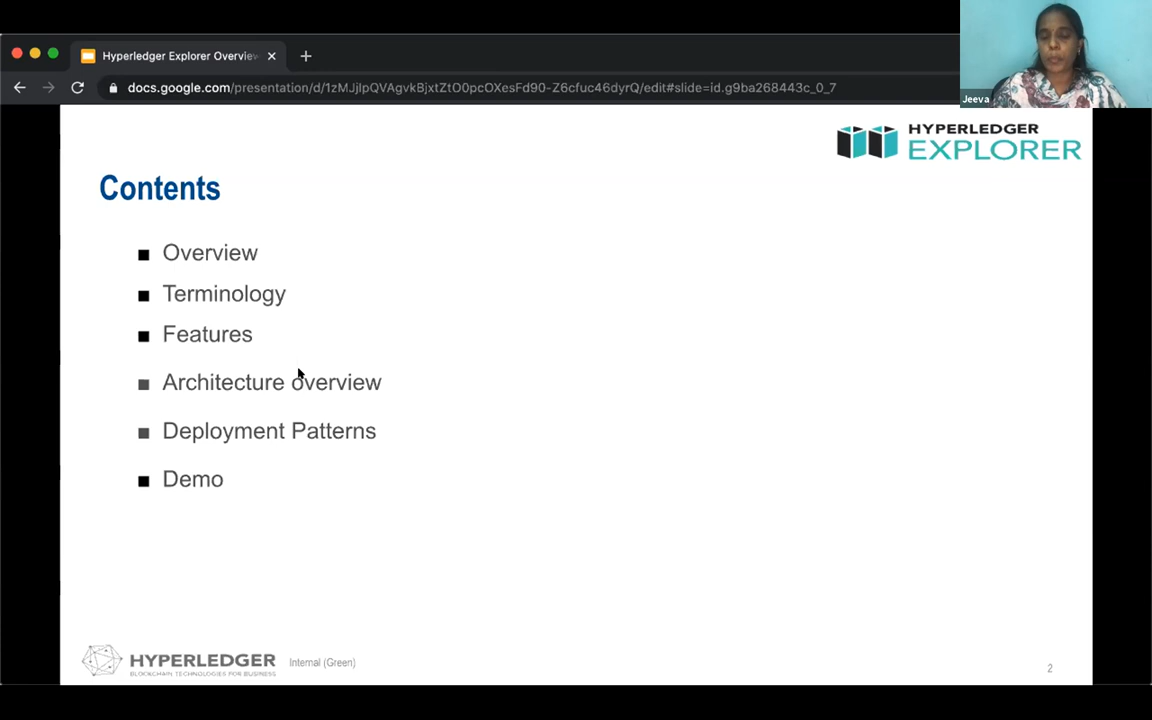 Hyperledger Explorer Overview
docs.google.com/presentation/d/1zMJjlpQVAgvkBjxtZtO0pcOXesFd90-Z6cfuc46dyrQ/edit#slide=id.g9ba268443c_0_7
Jeeva
HYPERLEDGER
EXPLORER
Contents
Overview
Terminology
Features
Architecture overview
Deployment Patterns
Demo
HYPERLEDGER
BLOCKCHAIN TECHNOLOGIES FOR BUSINESS
Internal (Green)
2